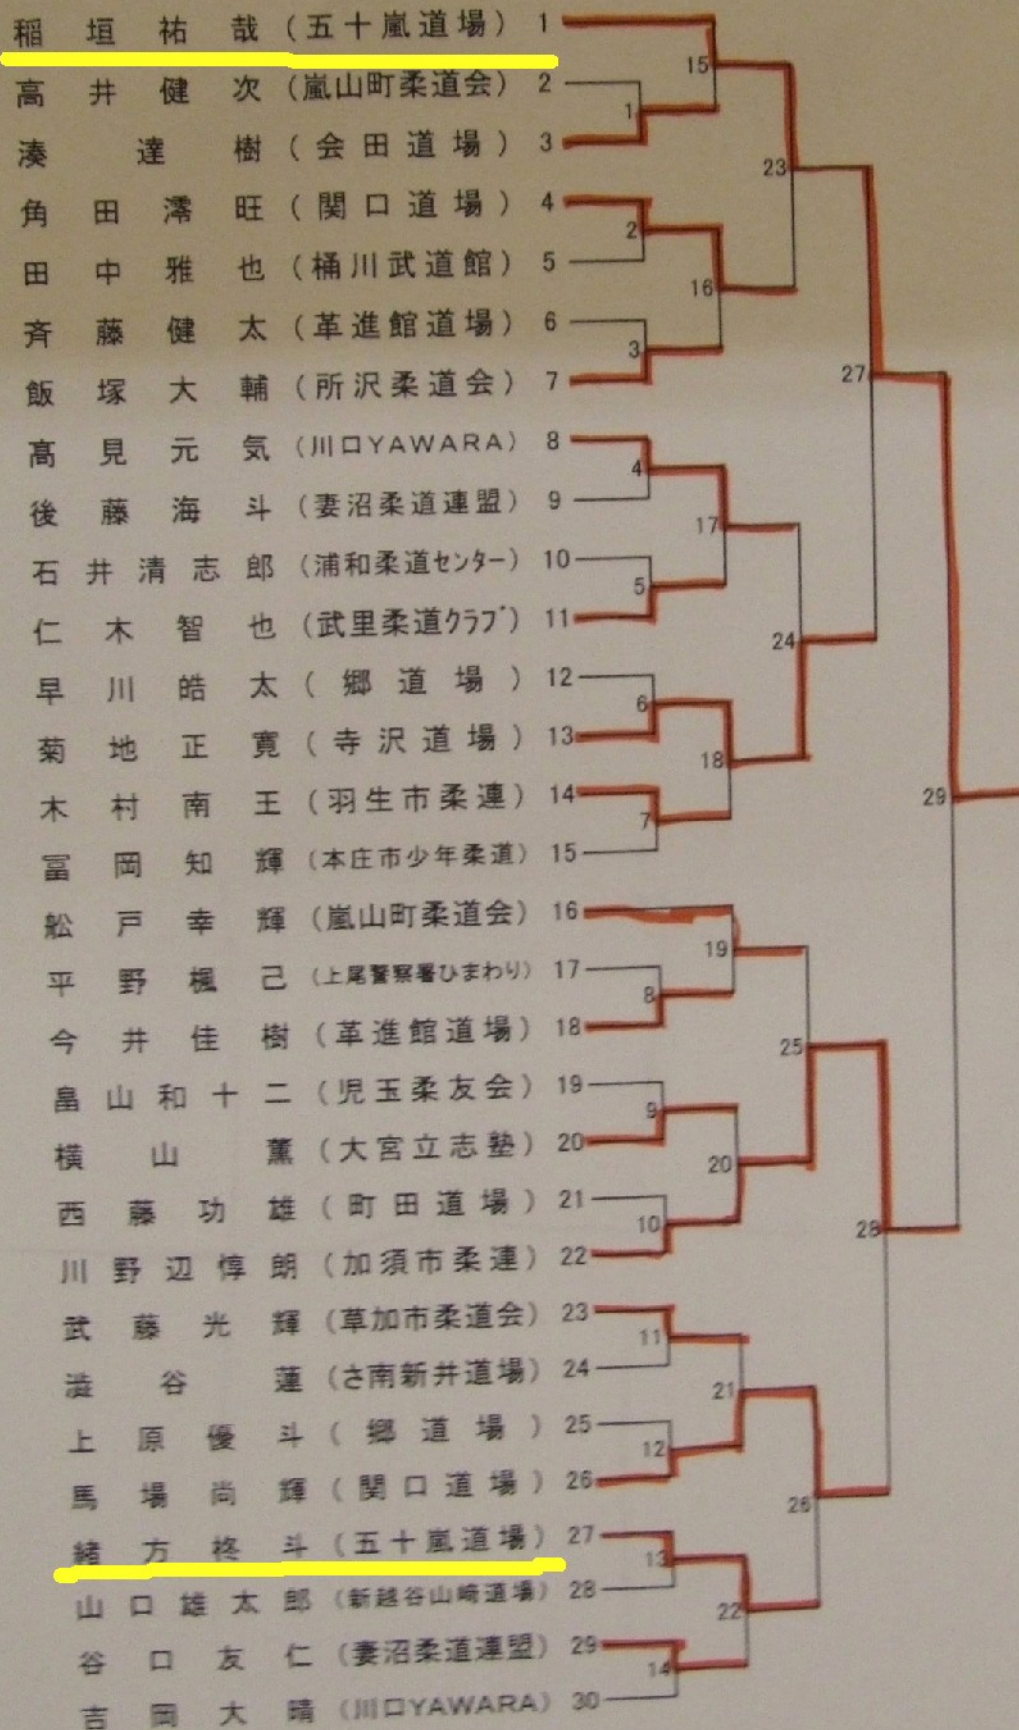 稲垣祐哉(五十嵐道場) 1
高井健次(嵐山町柔道会) 2
湊達樹(会田道場) 3
角田澪旺(関口道場) 4
田中雅也(桶川武道館) 5
斉藤健太(革進館道場) 6
飯塚大輔(所沢柔道会) 7
髙見元気(川口YAWARA) 8
後藤海斗(妻沼柔道連盟) 9
石井清志郎(浦和柔道センター) 10
仁木智也(武里柔道クラブ) 11
早川皓太(郷道場) 12
菊地正寛(寺沢道場) 13
木村南王(羽生市柔連) 14
冨岡知輝(本庄市少年柔道) 15
舩戸幸輝(嵐山町柔道会) 16
平野楓己(上尾警察署ひまわり) 17
今井佳樹(革進館道場) 18
畠山和十二(児玉柔友会) 19
横山薫(大宮立志塾) 20
西藤功雄(町田道場) 21
川野辺惇朗(加須市柔連) 22
武藤光輝(草加市柔道会) 23
澁谷蓮(さ南新井道場) 24
上原優斗(郷道場) 25
馬場尚輝(関口道場) 26
緒方柊斗(五十嵐道場) 27
山口雄太郎(新越谷山崎道場) 28
谷口友仁(妻沼柔道連盟) 29
吉岡大晴(川口YAWARA) 30
1
2
3
4
5
6
7
8
9
10
11
12
13
14
15
16
17
18
19
20
21
22
23
24
25
26
27
28
29